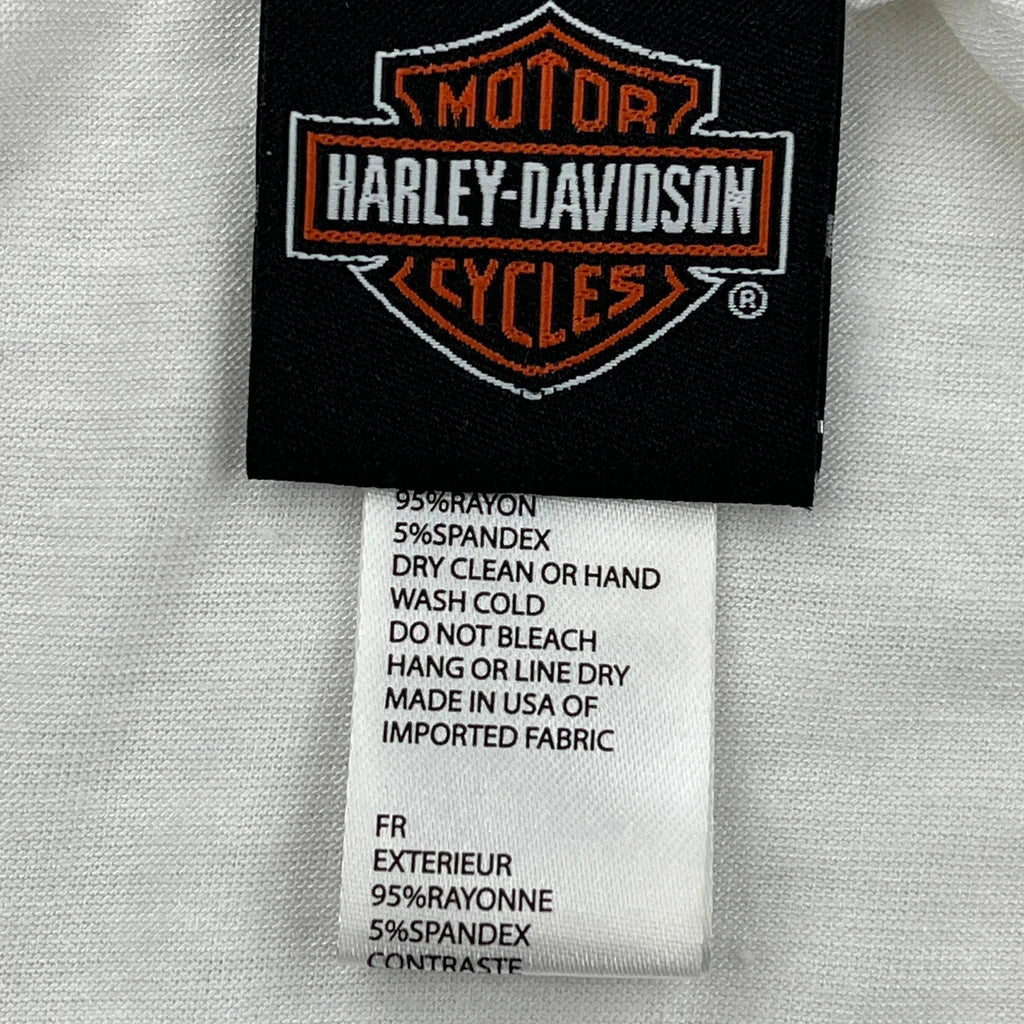 MOTOR
HARLEY-DAVIDSON
CYCLES
®
95%RAYON
5%SPANDEX
DRY CLEAN OR HAND
WASH COLD
DO NOT BLEACH
HANG OR LINE DRY
MADE IN USA OF
IMPORTED FABRIC
FR
EXTERIEUR
95%RAYONNE
5%SPANDEX
CONTRASTE